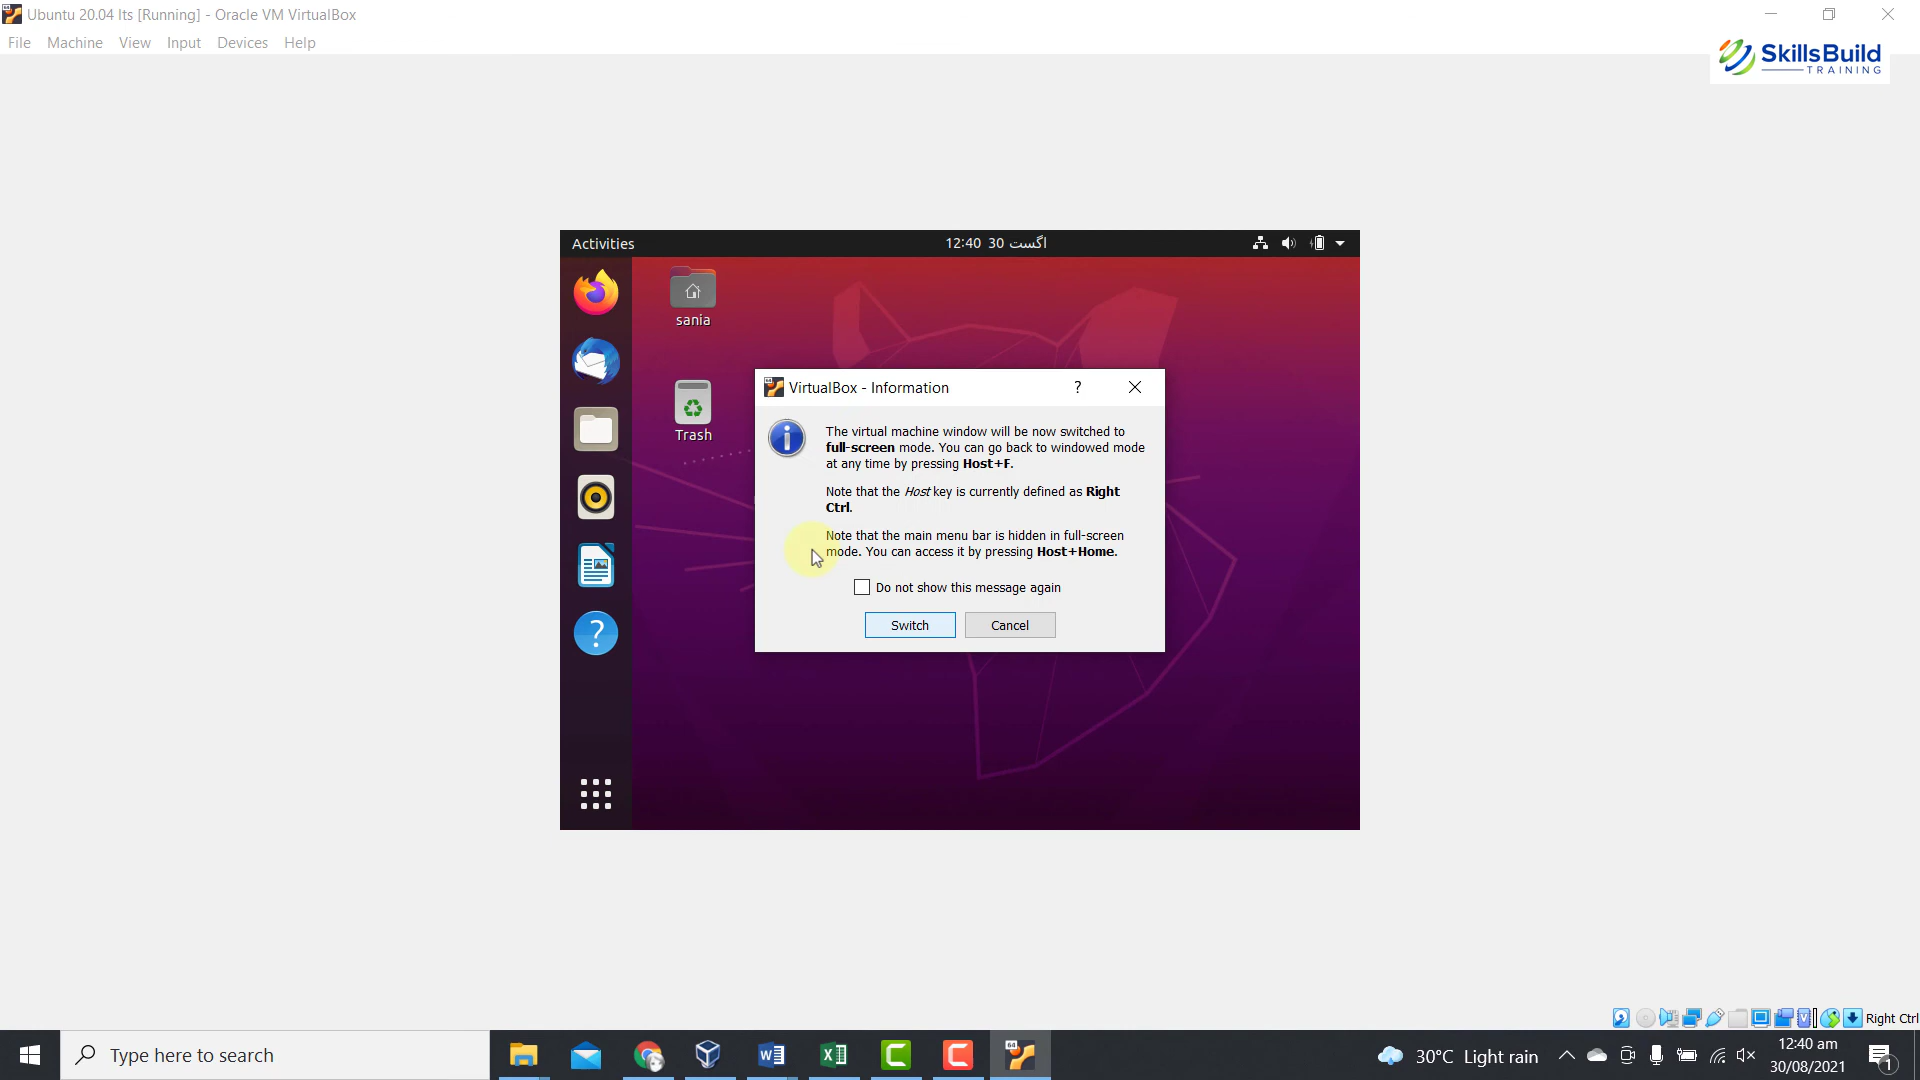 Ubuntu 20.04 lts [Running] - Oracle VM VirtualBox
File Machine View Input Devices Help
SkillsBuild
TRAINING
Activities
12:40 30 اگست
sania
Trash
VirtualBox - Information
?
The virtual machine window will be now switched to
full-screen mode. You can go back to windowed mode
at any time by pressing Host+F.
Note that the Host key is currently defined as Right
Ctrl.
Note that the main menu bar is hidden in full-screen
mode. You can access it by pressing Host+Home.
Do not show this message again
Switch Cancel
Right Ctrl
Type here to search
64
30°C Light rain
12:40 am
30/08/2021
1